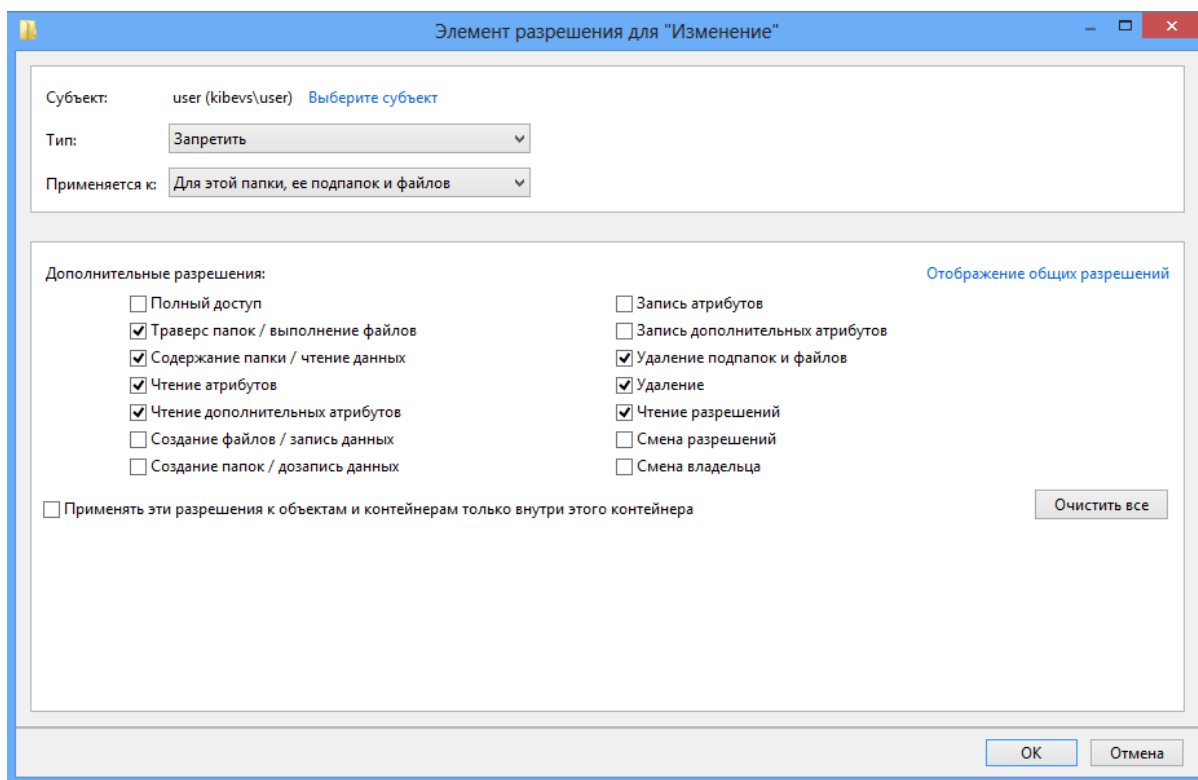 Элемент разрешения для "Изменение"
Субъект: user (kibevs\user) Выберите субъект
Тип: Запретить
Применяется к: Для этой папки, ее подпапок и файлов
Дополнительные разрешения: Отображение общих разрешений
Полный доступ Запись атрибутов
Траверс папок / выполнение файлов Запись дополнительных атрибутов
Содержание папки / чтение данных Удаление подпапок и файлов
Чтение атрибутов Удаление
Чтение дополнительных атрибутов Чтение разрешений
Создание файлов / запись данных Смена разрешений
Создание папок / дозапись данных Смена владельца
Применять эти разрешения к объектам и контейнерам только внутри этого контейнера Очистить все
ОК Отмена